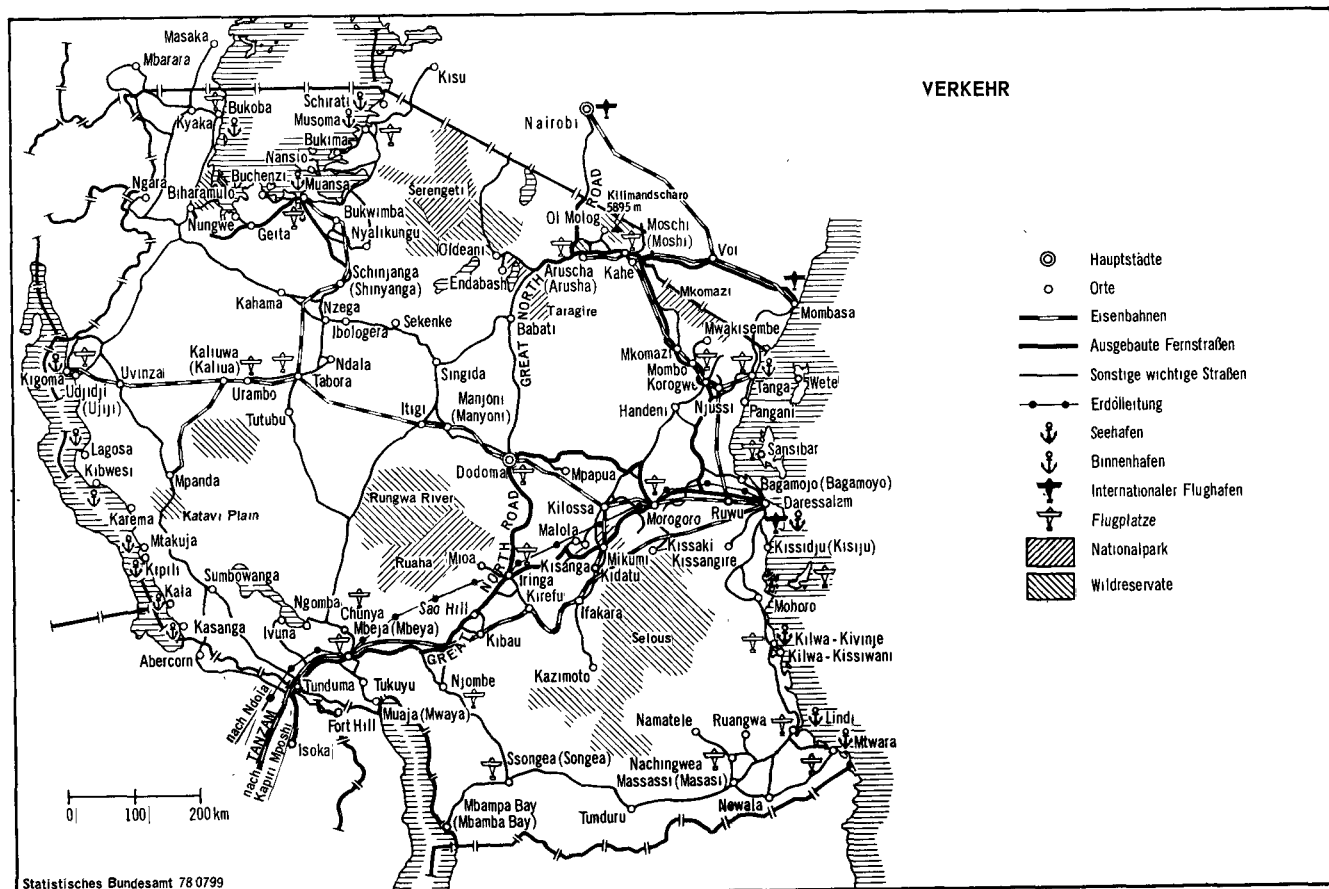 VERKEHR
Masaka
Mbarara
Kisu
Schirati
Bukoba
Musoma
Kyaka
Bukima
Nairobi
Nansio
Buchenzi
Muansa
Ngara
Biharamulo
Serengeti
Kilimandscharo
5895 m
Ol Molog
Moschi
(Moshi)
Bukwimba
Nyalikungu
Nungwe
Geita
Oldeani
Voi
Aruscha
(Arusha)
Kahe
Endabash
Schinjanga
(Shinyanga)
Mkomazi
Kahama
Nzega
Ibologera
Sekenke
Taragire
Babati
Mombasa
Mwakisembe
GREAT NORTH ROAD
Kaliuwa
(Kaliua)
Ndala
Mkomazi
Mombo
Korogwe
Kigoma
Udjidji
(Ujiji)
Uvinzai
Urambo
Tabora
Singida
Tanga
Wete
Manjoni
(Manyoni)
Itigi
Tutubu
Handeni
Njussi
Pangani
Lagosa
Kibwesi
Sansibar
Dodoma
Mpapua
Mpanda
Bagamojo (Bagamoyo)
Rungwa River
Kilossa
Daressalam
Katavi Plain
Morogoro
Ruwu
Karema
Malola
Mtakuja
Kissaki
Kissidju (Kisiju)
Kipili
Ruaha
Mloa
Mikumi
Kissangire
Kisanga
Kidatu
Sumbowanga
Iringa
Kala
Ngomba
Chunya
Sao Hill
Kirefu
Ifakara
Mohoro
Kasanga
Ivuna
Mbeja (Mbeya)
GREAT NORTH ROAD
Kibau
Selous
Kilwa-Kivinje
Kilwa-Kissiwani
Abercorn
Kazimoto
Tunduma
Tukuyu
Njombe
nach Ndola
TANZAM
nach
Kapiri Mposhi
Fort Hill
Muaja (Mwaya)
Namatele
Ruangwa
Lindi
Isoka
Mtwara
Ssongea (Songea)
Nachingwea
Massassi (Masasi)
Mbampa Bay
(Mbamba Bay)
Tunduru
Newala
0 100 200 km
Hauptstädte
Orte
Eisenbahnen
Ausgebaute Fernstraßen
Sonstige wichtige Straßen
Erdölleitung
Seehafen
Binnenhafen
Internationaler Flughafen
Flugplätze
Nationalpark
Wildreservate
Statistisches Bundesamt 78 0799